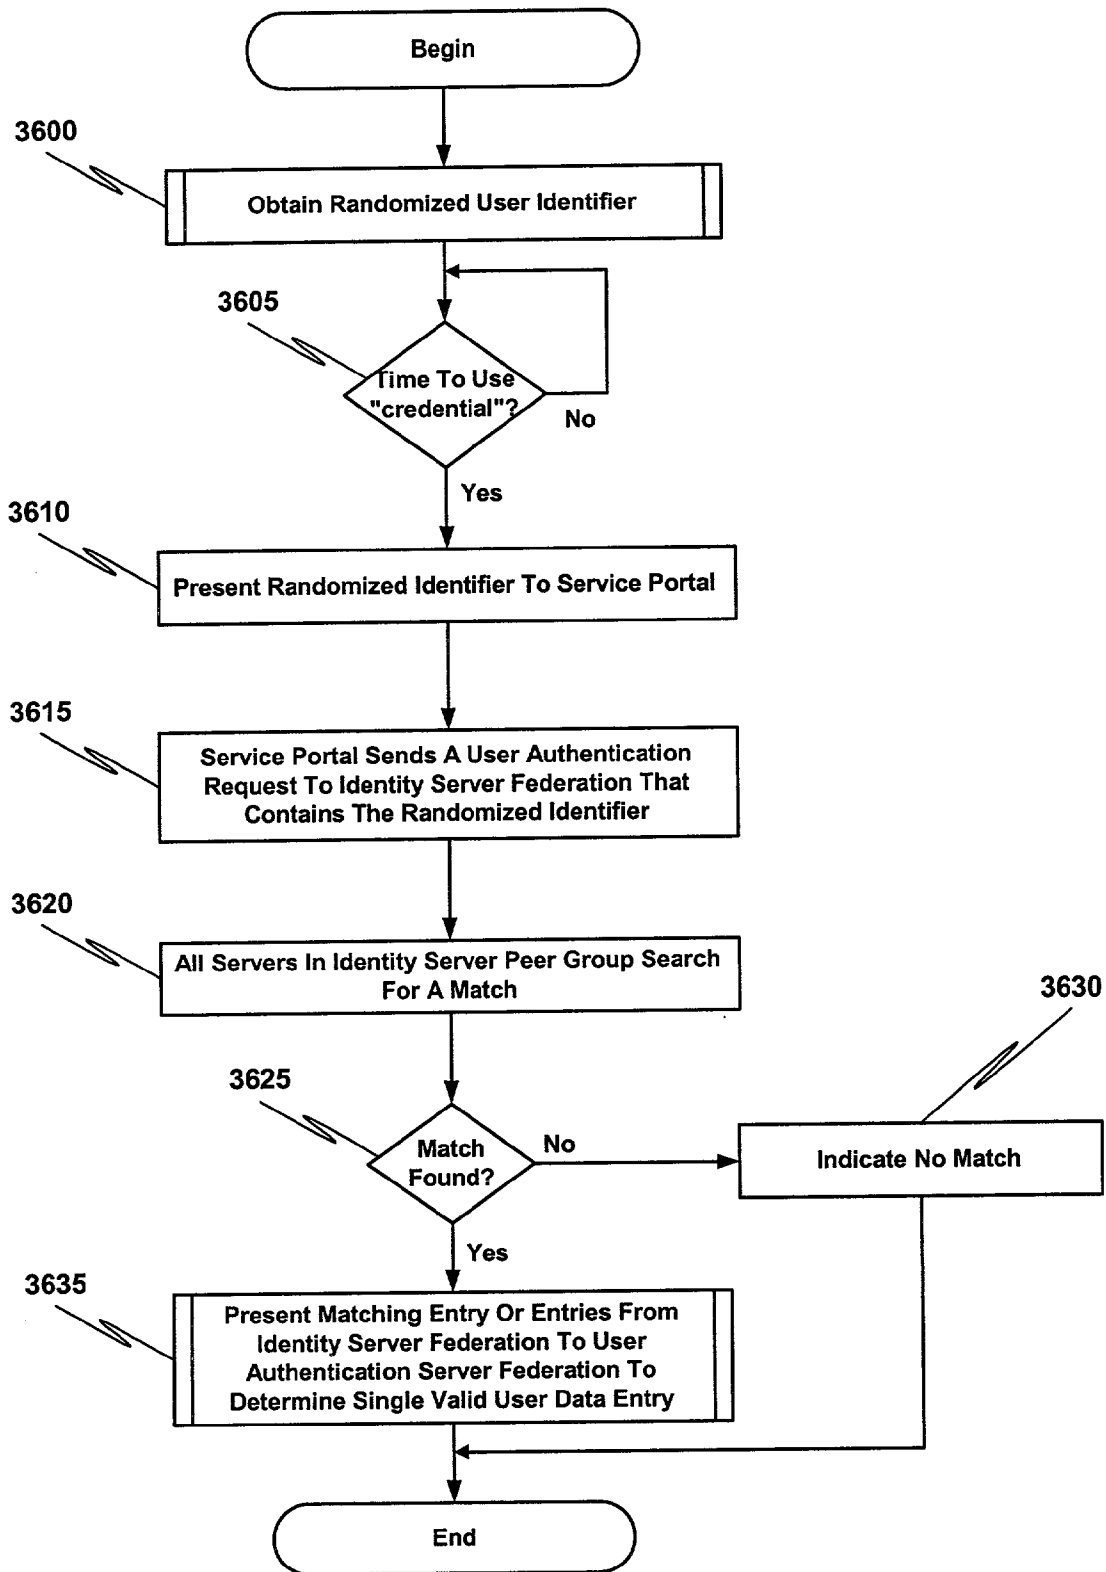 Begin
3600
Obtain Randomized User Identifier
3605
Time To Use
"credential"?
No
Yes
3610
Present Randomized Identifier To Service Portal
3615
Service Portal Sends A User Authentication
Request To Identity Server Federation That
Contains The Randomized Identifier
3620
All Servers In Identity Server Peer Group Search
For A Match
3630
3625
Match
Found?
No
Indicate No Match
Yes
3635
Present Matching Entry Or Entries From
Identity Server Federation To User
Authentication Server Federation To
Determine Single Valid User Data Entry
End